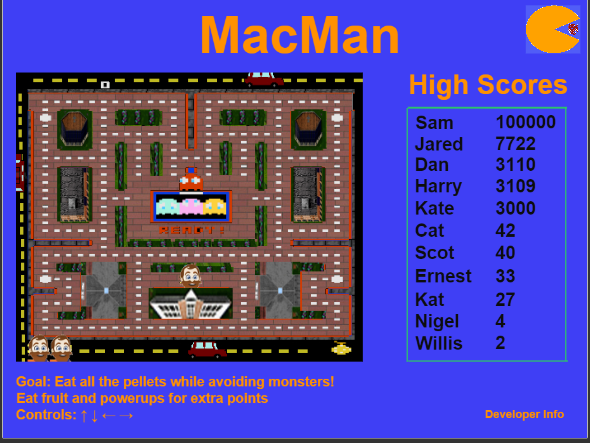 MacMan
High Scores
Sam 100000
Jared 7722
Dan 3110
Harry 3109
Kate 3000
Cat 42
Scot 40
Ernest 33
Kat 27
Nigel 4
Willis 2
READY!
Goal: Eat all the pellets while avoiding monsters!
Eat fruit and powerups for extra points
Controls: ↑ ↓ ← →
Developer Info